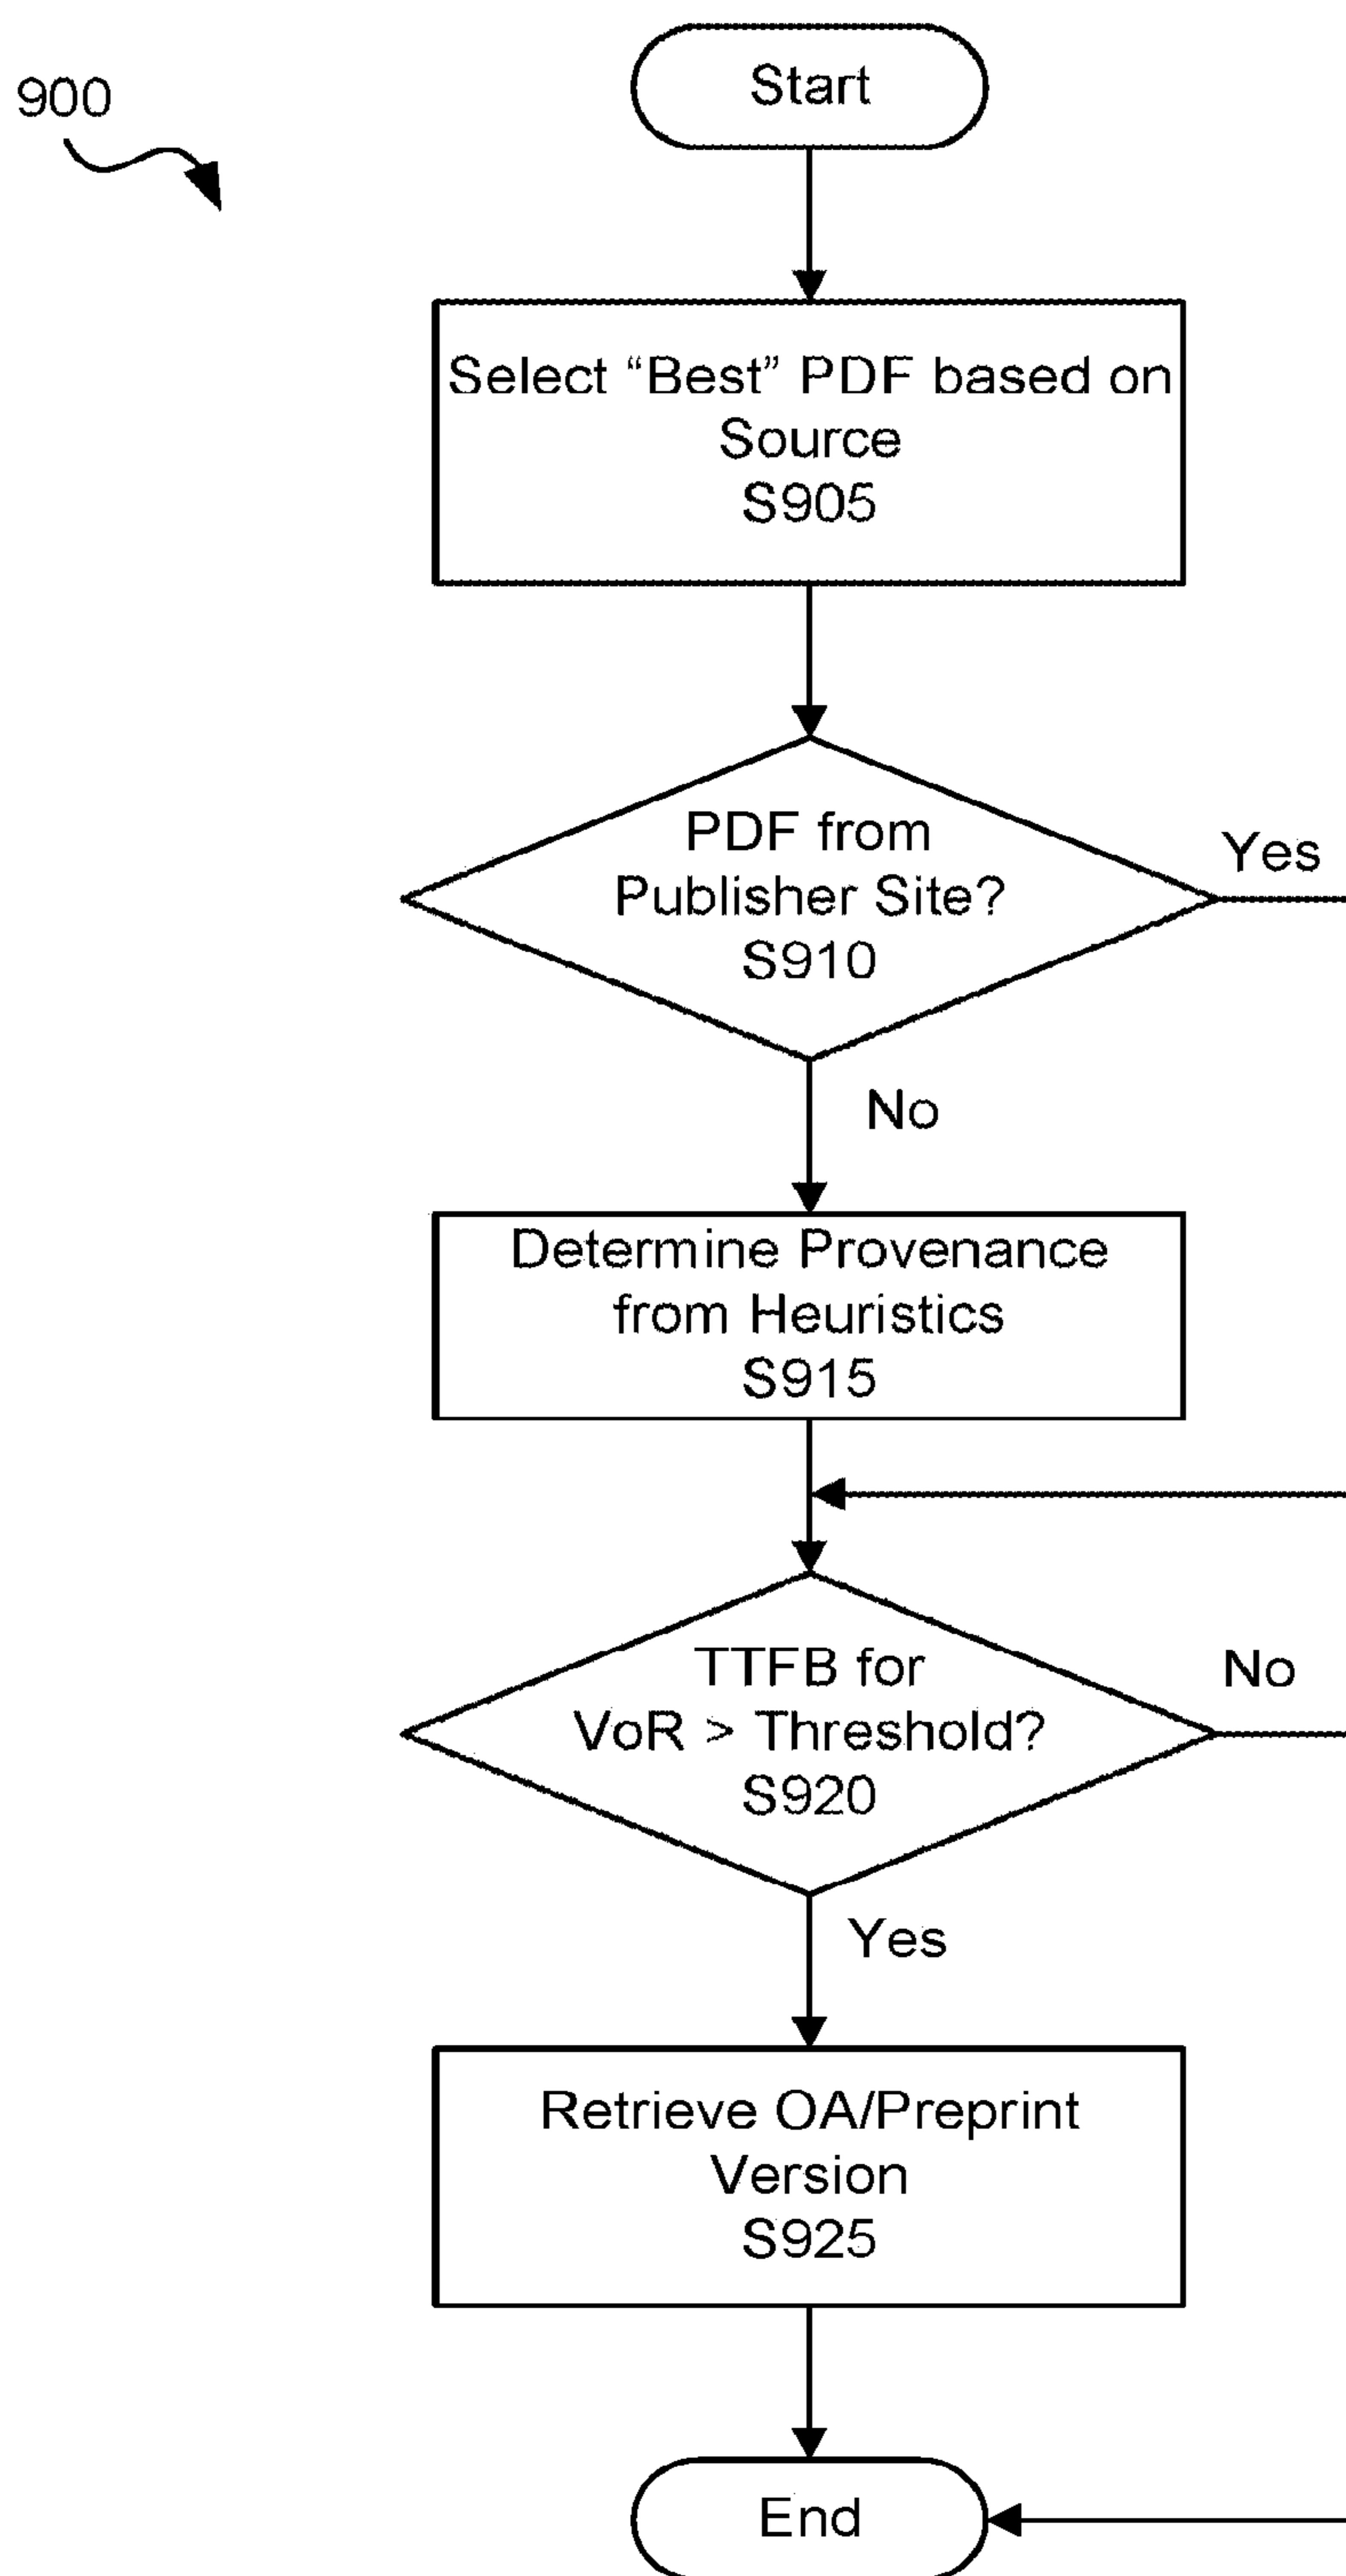 900
Start
Select “Best” PDF based on
Source
S905
PDF from
Publisher Site?
S910
Yes
No
Determine Provenance
from Heuristics
S915
TTFB for
VoR > Threshold?
S920
No
Yes
Retrieve OA/Preprint
Version
S925
End